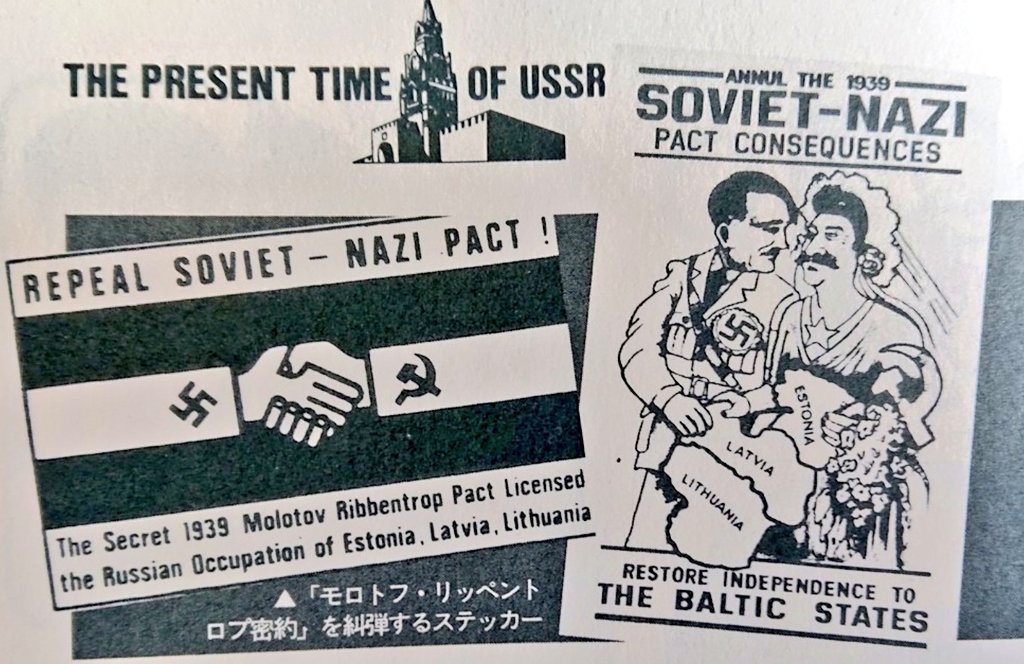 THE PRESENT TIME OF USSR
REPEAL SOVIET - NAZI PACT !
The Secret 1939 Molotov Ribbentrop Pact Licensed
the Russian Occupation of Estonia, Latvia, Lithuania
▲「モロトフ・リッペント
ロプ密約」を糾弾するステッカー
ANNUL THE 1939
SOVIET-NAZI
PACT CONSEQUENCES
ESTONIA
LATVIA
LITHUANIA
RESTORE INDEPENDENCE TO
THE BALTIC STATES